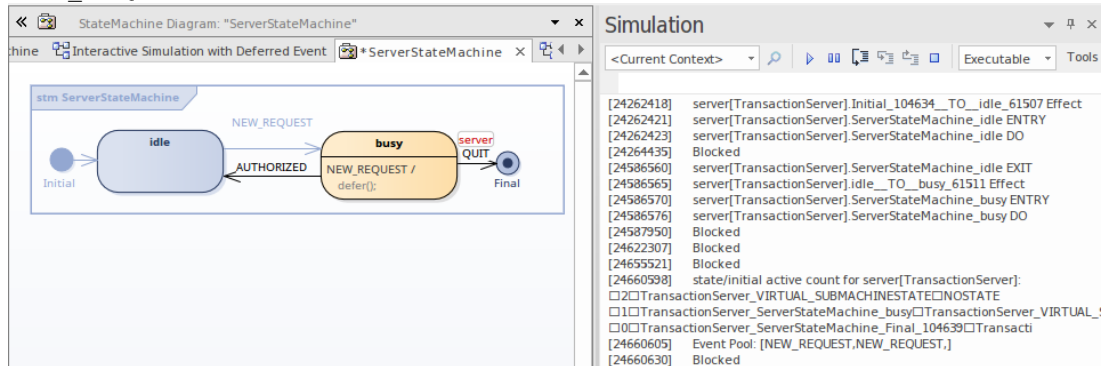 StateMachine Diagram: "ServerStateMachine"
hine Interactive Simulation with Deferred Event *ServerStateMachine
stm ServerStateMachine
NEW_REQUEST
idle
busy
server
QUIT
AUTHORIZED
NEW_REQUEST /
defer();
Initial
Final
Simulation
<Current Context> Executable Tools
[24262418] server[TransactionServer].Initial_104634__TO__idle_61507 Effect
[24262421] server[TransactionServer].ServerStateMachine_idle ENTRY
[24262423] server[TransactionServer].ServerStateMachine_idle DO
[24264435] Blocked
[24586560] server[TransactionServer].ServerStateMachine_idle EXIT
[24586565] server[TransactionServer].idle__TO__busy_61511 Effect
[24586570] server[TransactionServer].ServerStateMachine_busy ENTRY
[24586576] server[TransactionServer].ServerStateMachine_busy DO
[24587950] Blocked
[24622307] Blocked
[24655521] Blocked
[24660598] state/initial active count for server[TransactionServer]:
□2□TransactionServer_VIRTUAL_SUBMACHINESTATE□NOSTATE
□1□TransactionServer_ServerStateMachine_busy□TransactionServer_VIRTUAL_S
□0□TransactionServer_ServerStateMachine_Final_104639□Transacti
[24660605] Event Pool: [NEW_REQUEST,NEW_REQUEST,]
[24660630] Blocked